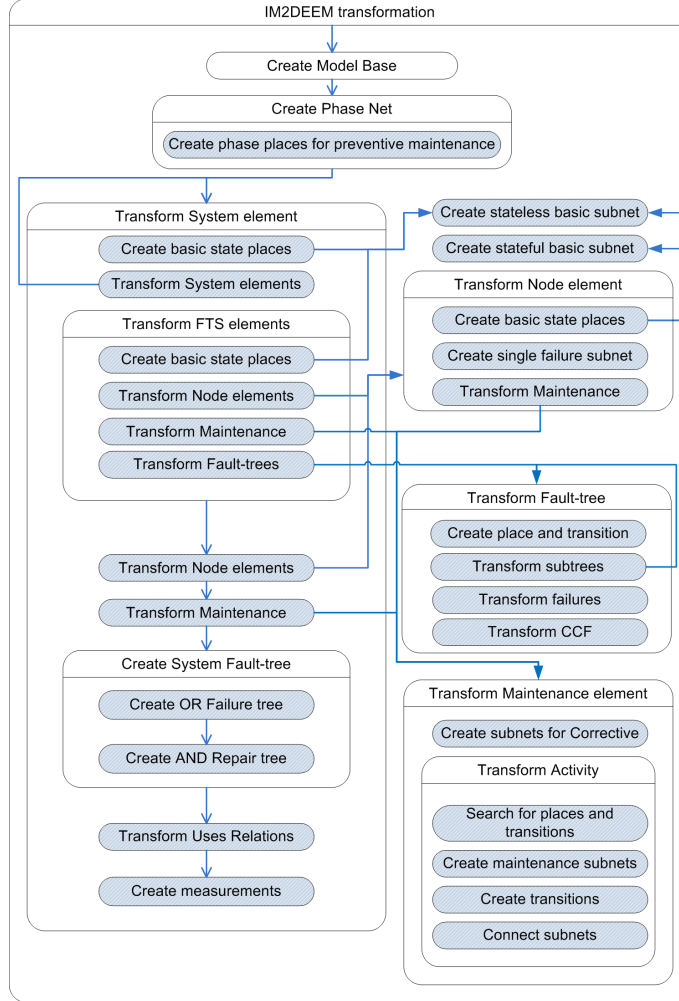 IM2DEEM transformation
Create Model Base
Create Phase Net
Create phase places for preventive maintenance
Transform System element
Create basic state places
Transform System elements
Transform FTS elements
Create basic state places
Transform Node elements
Transform Maintenance
Transform Fault-trees
Transform Node elements
Transform Maintenance
Create System Fault-tree
Create OR Failure tree
Create AND Repair tree
Transform Uses Relations
Create measurements
Create stateless basic subnet
Create stateful basic subnet
Transform Node element
Create basic state places
Create single failure subnet
Transform Maintenance
Transform Fault-tree
Create place and transition
Transform subtrees
Transform failures
Transform CCF
Transform Maintenance element
Create subnets for Corrective
Transform Activity
Search for places and
transitions
Create maintenance subnets
Create transitions
Connect subnets